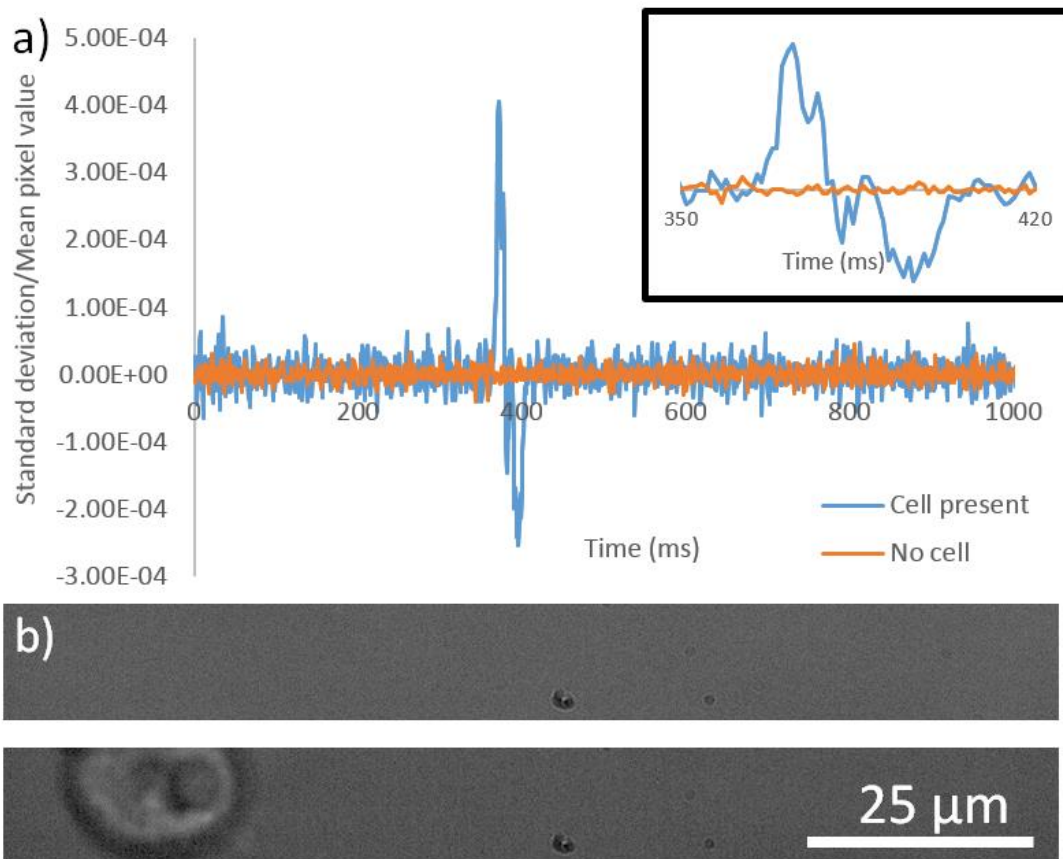 a)
Standard deviation/Mean pixel value
5.00E-04
4.00E-04
3.00E-04
2.00E-04
1.00E-04
0.00E+00
-1.00E-04
-2.00E-04
-3.00E-04
0
200
400
600
800
1000
Time (ms)
Cell present
No cell
350
420
Time (ms)
b)
25 µm